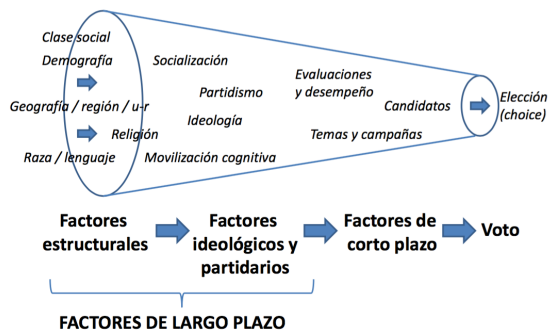 Clase social
Demografía
Socialización
Evaluaciones
y desempeño
Partidismo
Geografía / región / u-r
Candidatos
Elección
(choice)
Ideología
Religión
Temas y campañas
Raza / lenguaje
Movilización cognitiva
Factores
estructurales
Factores
ideológicos y
partidarios
Factores de
corto plazo
Voto
FACTORES DE LARGO PLAZO